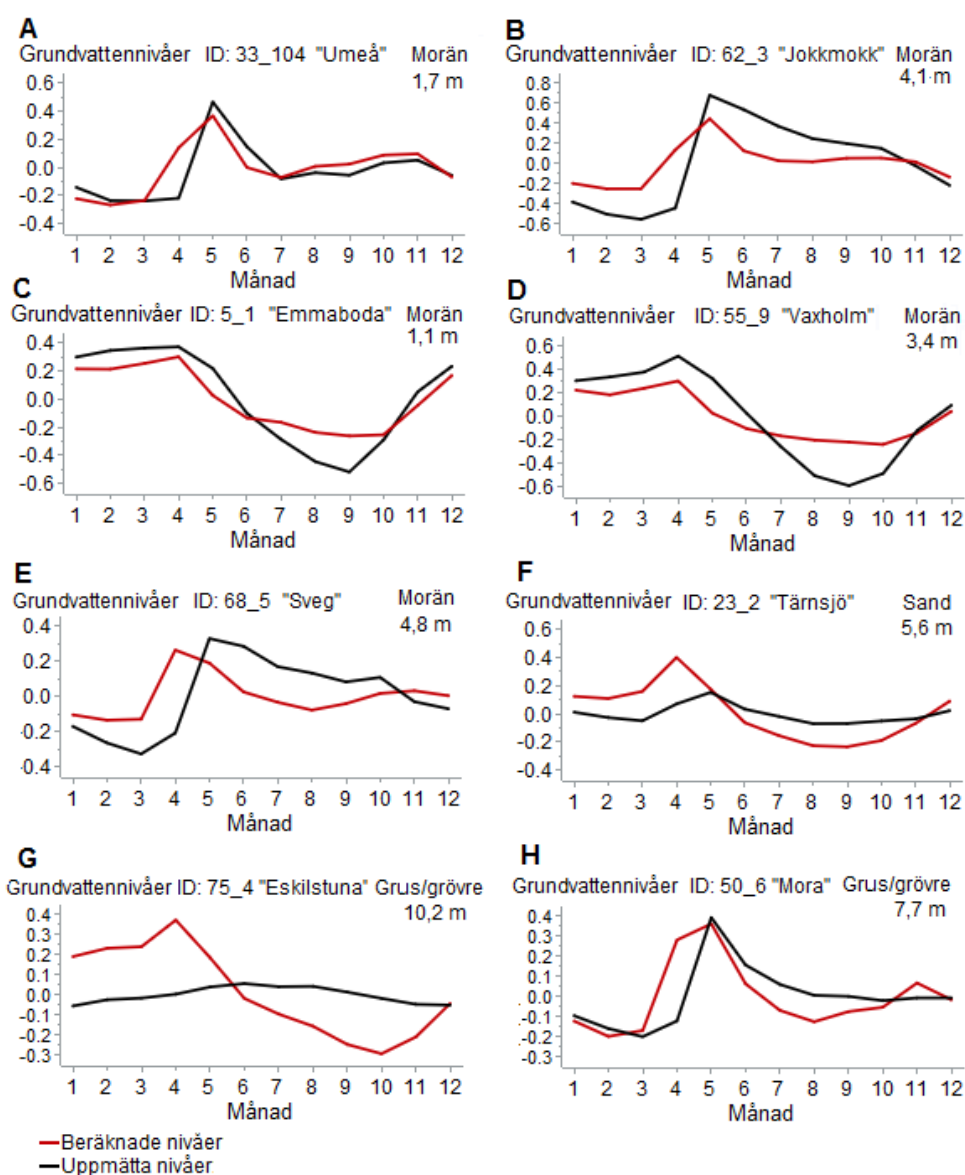 A
Grundvattennivåer ID: 33_104 "Umeå" Morän
1,7 m
0.6
0.4
0.2
0.0
-0.2
-0.4
1 2 3 4 5 6 7 8 9 10 11 12
Månad
B
Grundvattennivåer ID: 62_3 "Jokkmokk" Morän
4,1 m
0.8
0.6
0.4
0.2
0.0
-0.2
-0.4
-0.6
1 2 3 4 5 6 7 8 9 10 11 12
Månad
C
Grundvattennivåer ID: 5_1 "Emmaboda" Morän
1,1 m
0.4
0.2
0.0
-0.2
-0.4
-0.6
1 2 3 4 5 6 7 8 9 10 11 12
Månad
D
Grundvattennivåer ID: 55_9 "Vaxholm" Morän
3,4 m
0.6
0.4
0.2
0.0
-0.2
-0.4
-0.6
1 2 3 4 5 6 7 8 9 10 11 12
Månad
E
Grundvattennivåer ID: 68_5 "Sveg" Morän
4,8 m
0.4
0.2
0.0
-0.2
-0.4
1 2 3 4 5 6 7 8 9 10 11 12
Månad
F
Grundvattennivåer ID: 23_2 "Tärnsjö" Sand
5,6 m
0.6
0.4
0.2
0.0
-0.2
-0.4
1 2 3 4 5 6 7 8 9 10 11 12
Månad
G
Grundvattennivåer ID: 75_4 "Eskilstuna" Grus/grövre
10,2 m
0.4
0.3
0.2
0.1
0.0
-0.1
-0.2
-0.3
1 2 3 4 5 6 7 8 9 10 11 12
Månad
H
Grundvattennivåer ID: 50_6 "Mora" Grus/grövre
7,7 m
0.4
0.3
0.2
0.1
0.0
-0.1
-0.2
-0.3
1 2 3 4 5 6 7 8 9 10 11 12
Månad
Beräknade nivåer
Uppmätta nivåer